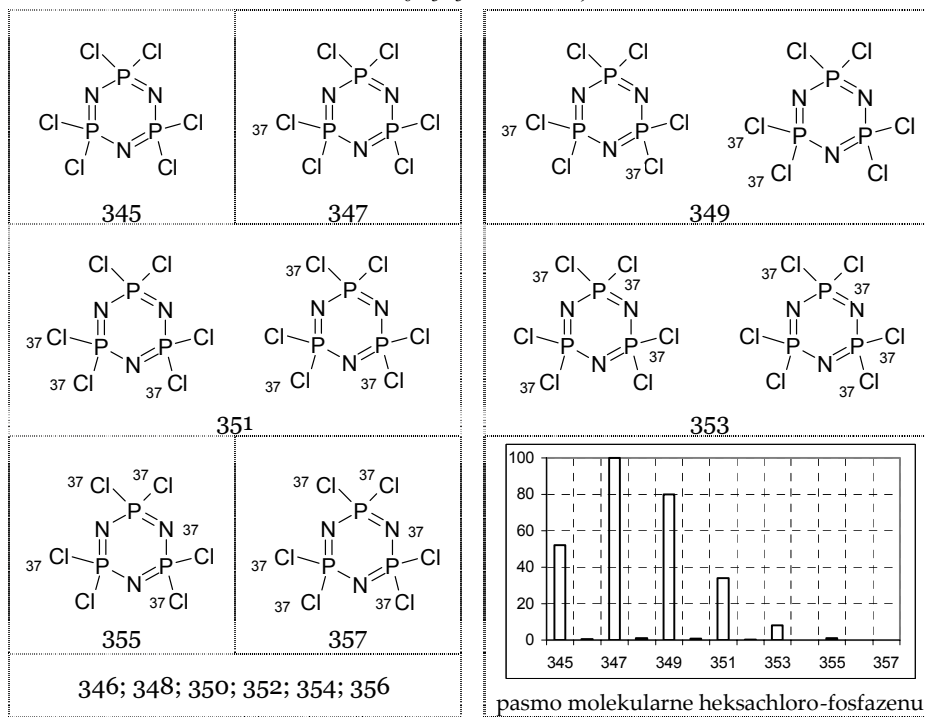 Cl Cl
P
N N
Cl P P Cl
N
Cl Cl
345
Cl Cl
P
N N
37 Cl P P Cl
N
Cl Cl
347
Cl Cl
P
N N
37 Cl P P Cl
N
Cl 37 Cl
Cl Cl
P
N N
Cl P P Cl
37 N
37 Cl Cl
349
Cl Cl
P
N N
Cl P P Cl
37 N
Cl Cl
37 37
37 Cl Cl
P
N N
Cl P P Cl
N
Cl 37 Cl
351
Cl Cl
37 P 37
N N
Cl P P Cl
N 37
37 Cl Cl
Cl Cl
37 P 37
N N
Cl P P Cl
N 37
Cl Cl
37
353
37 37
Cl Cl
P
N N 37
37 Cl P P Cl
N
Cl 37 Cl
355
37 37
Cl Cl
P
N N 37
37 Cl P P Cl
N
37 Cl 37 Cl
357
346; 348; 350; 352; 354; 356
100
80
60
40
20
0
345 347 349 351 353 355 357
pasmo molekularne heksachloro-fosfazenu